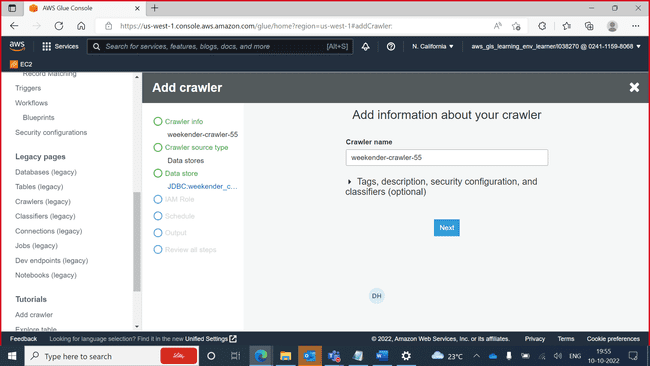 AWS Glue Console
https://us-west-1.console.aws.amazon.com/glue/home?region=us-west-1#addCrawler:
aws
Services
Search for services, features, blogs, docs, and more
[Alt+S]
N. California
aws_gis_learning_env_learner/i038270 @ 0241-1159-8068
EC2
Record Matching
Triggers
Workflows
Blueprints
Security configurations
Legacy pages
Databases (legacy)
Tables (legacy)
Crawlers (legacy)
Classifiers (legacy)
Connections (legacy)
Jobs (legacy)
Dev endpoints (legacy)
Notebooks (legacy)
Tutorials
Add crawler
Explore table
Add crawler
Crawler info
weekender-crawler-55
Crawler source type
Data stores
Data store
JDBC:weekender_c...
IAM Role
Schedule
Output
Review all steps
Add information about your crawler
Crawler name
weekender-crawler-55
Tags, description, security configuration, and
classifiers (optional)
Next
DH
Feedback
Looking for language selection? Find it in the new Unified Settings
© 2022, Amazon Web Services, Inc. or its affiliates.
Privacy
Terms
Cookie preferences
Type here to search
23°C
ENG
19:55
10-10-2022